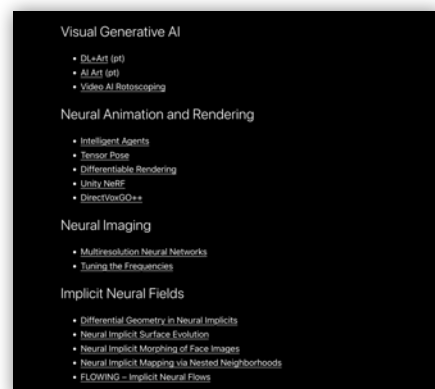 Visual Generative AI
• DL+Art (pt)
• AI Art (pt)
• Video AI Rotoscoping
Neural Animation and Rendering
• Intelligent Agents
• Tensor Pose
• Differentiable Rendering
• Unity NeRF
• DirectVoxGO++
Neural Imaging
• Multiresolution Neural Networks
• Tuning the Frequencies
Implicit Neural Fields
• Differential Geometry in Neural Implicits
• Neural Implicit Surface Evolution
• Neural Implicit Morphing of Face Images
• Neural Implicit Mapping via Nested Neighborhoods
• FLOWING – Implicit Neural Flows